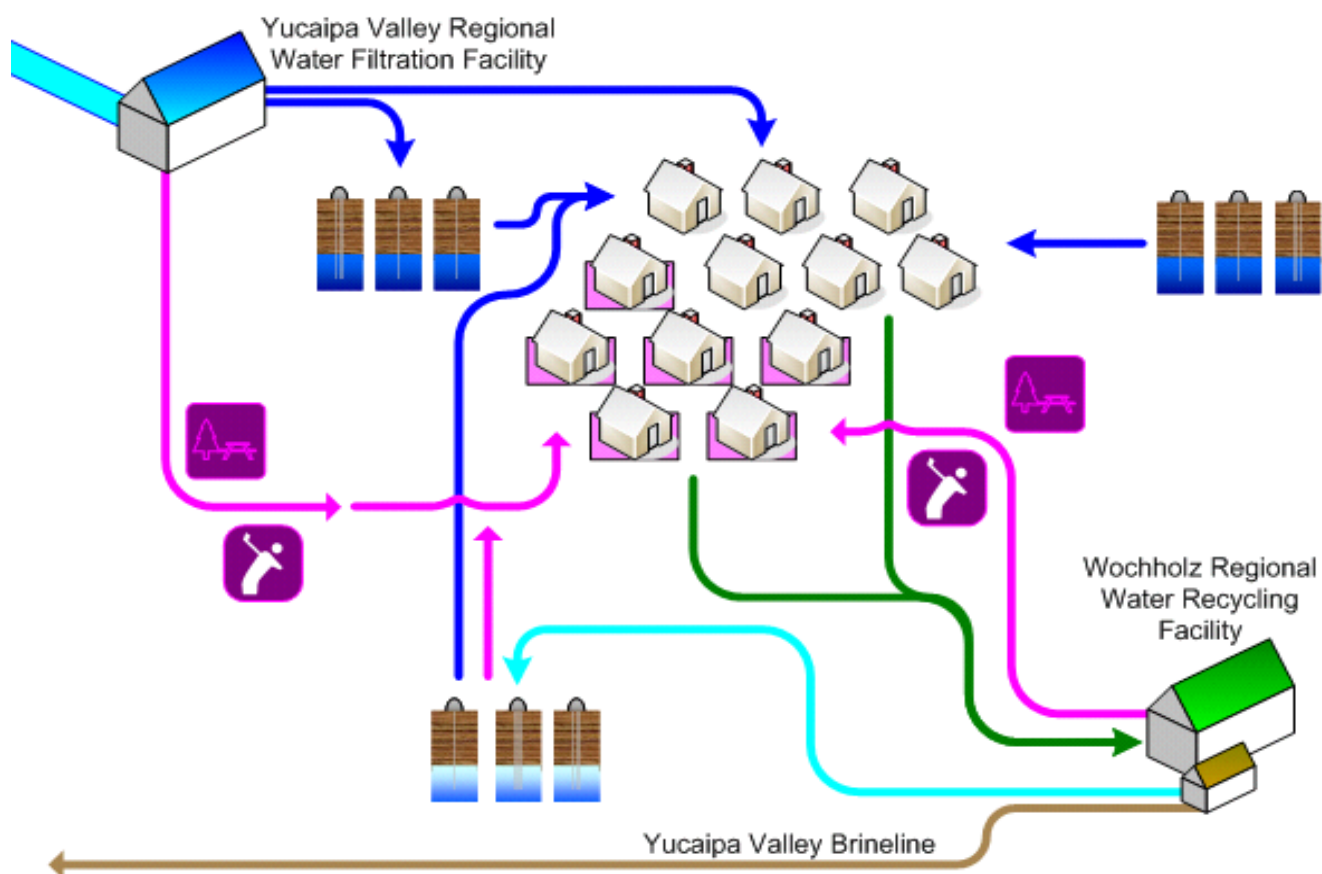 Yucaipa Valley Regional
Water Filtration Facility
Wochholz Regional
Water Recycling
Facility
Yucaipa Valley Brineline